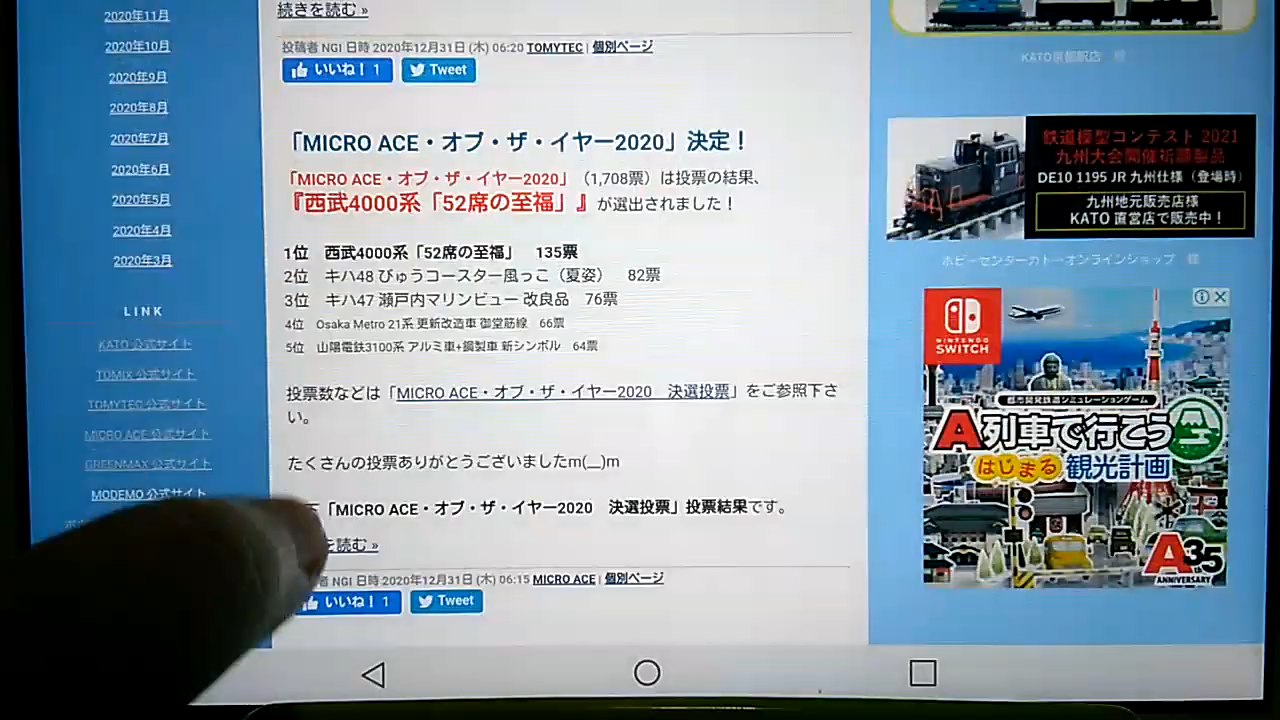 2020年11月
2020年10月
2020年9月
2020年8月
2020年7月
2020年6月
2020年5月
2020年4月
2020年3月
LINK
KATO 公式サイト
TOMIX 公式サイト
TOMYTEC 公式サイト
MICRO ACE 公式サイト
GREENMAX 公式サイト
MODEMO 公式サイト
続きを読む »
投稿者 NGI 日時 2020年12月31日 (木) 06:20 TOMYTEC | 個別ページ
いいね！ 1
Tweet
「MICRO ACE・オブ・ザ・イヤー2020」決定！
「MICRO ACE・オブ・ザ・イヤー2020」（1,708票）は投票の結果、
『西武4000系「52席の至福」』が選出されました！
1位　西武4000系「52席の至福」　135票
2位　キハ48 びゅうコースター風っこ（夏姿）　82票
3位　キハ47 瀬戸内マリンビュー 改良品　76票
4位　Osaka Metro 21系 更新改造車 御堂筋線　66票
5位　山陽電鉄3100系 アルミ車+鋼製車 新シンボル　64票
投票数などは「MICRO ACE・オブ・ザ・イヤー2020　決選投票」をご参照下さ
い。
たくさんの投票ありがとうございましたm(__)m
下「MICRO ACE・オブ・ザ・イヤー2020　決選投票」投票結果です。
を読む »
者 NGI 日時 2020年12月31日 (木) 06:15 MICRO ACE | 個別ページ
いいね！ 1
Tweet
KATO京都駅店　様
鉄道模型コンテスト 2021
九州大会開催祈願製品
DE10 1195 JR 九州仕様（登場時）
九州地元販売店様
KATO 直営店で販売中！
ホビーセンターカトーオンラインショップ　様
NINTENDO
SWITCH
都市開発鉄道シミュレーションゲーム
A列車で行こう
はじまる観光計画
A35
ANNIVERSARY